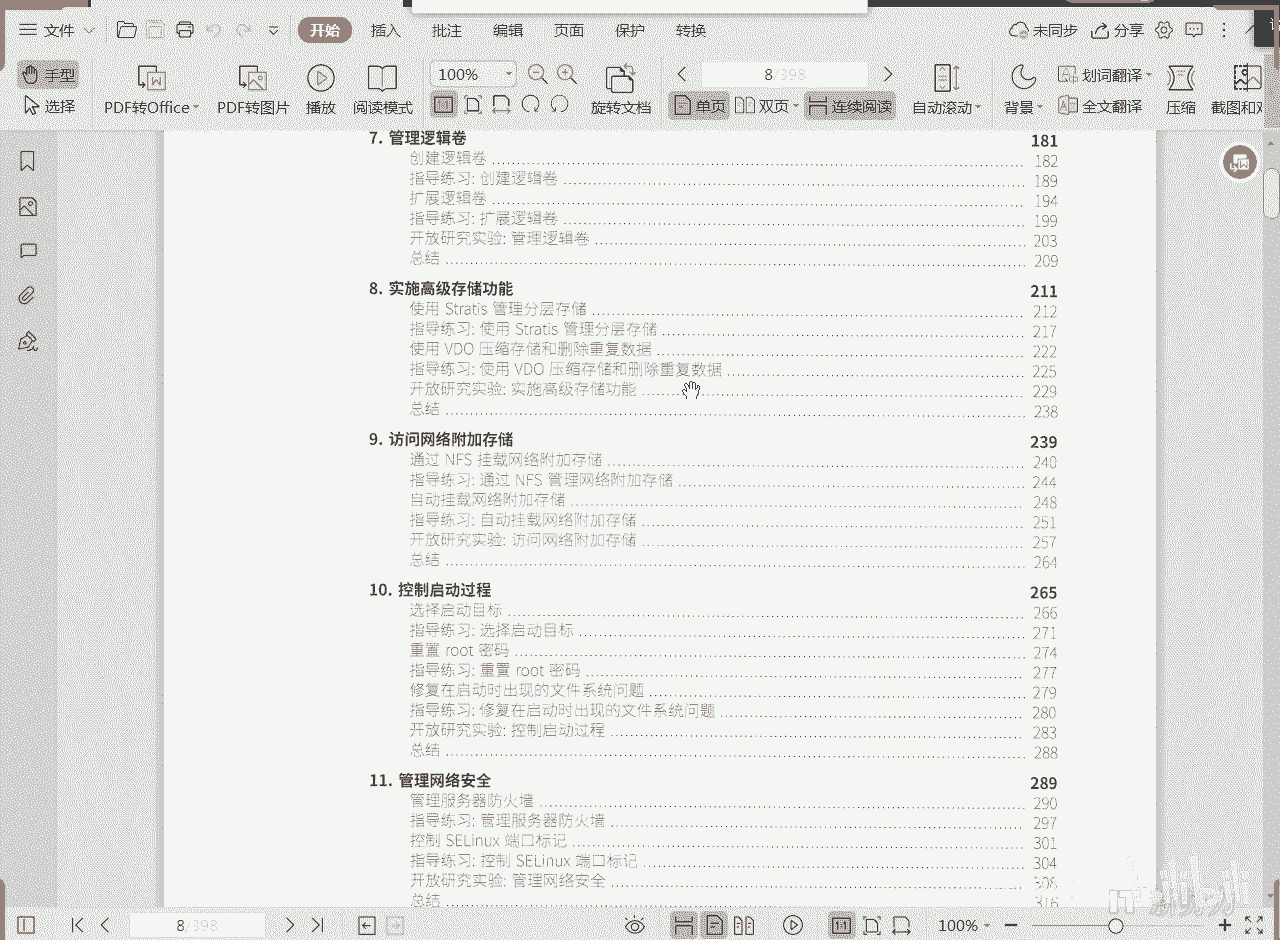 文件 开始 插入 批注 编辑 页面 保护 转换 未同步 分享
手型 100% 8/398 划词翻译
选择 PDF转Office PDF转图片 播放 阅读模式 旋转文档 单页 双页 连续阅读 自动滚动 背景 全文翻译 压缩 截图和对
7. 管理逻辑卷 181
创建逻辑卷 182
指导练习: 创建逻辑卷 189
扩展逻辑卷 194
指导练习: 扩展逻辑卷 199
开放研究实验: 管理逻辑卷 203
总结 209
8. 实施高级存储功能 211
使用 Stratis 管理分层存储 212
指导练习: 使用 Stratis 管理分层存储 217
使用 VDO 压缩存储和删除重复数据 222
指导练习: 使用 VDO 压缩存储和删除重复数据 225
开放研究实验: 实施高级存储功能 229
总结 238
9. 访问网络附加存储 239
通过 NFS 挂载网络附加存储 240
指导练习: 通过 NFS 管理网络附加存储 244
自动挂载网络附加存储 248
指导练习: 自动挂载网络附加存储 251
开放研究实验: 访问网络附加存储 257
总结 264
10. 控制启动过程 265
选择启动目标 266
指导练习: 选择启动目标 271
重置 root 密码 274
指导练习: 重置 root 密码 277
修复在启动时出现的文件系统问题 279
指导练习: 修复在启动时出现的文件系统问题 280
开放研究实验: 控制启动过程 283
总结 288
11. 管理网络安全 289
管理服务器防火墙 290
指导练习: 管理服务器防火墙 297
控制 SELinux 端口标记 301
指导练习: 控制 SELinux 端口标记 304
开放研究实验: 管理网络安全 308
总结 316
8/398 100%